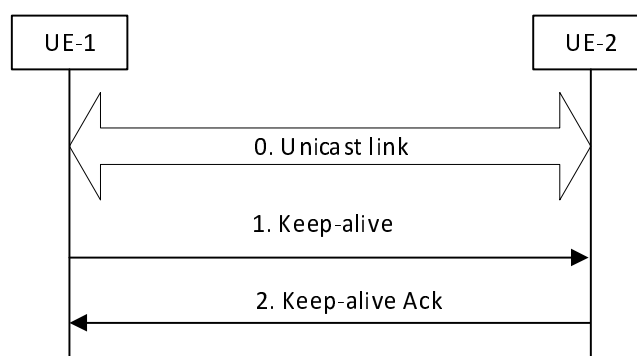 UE-1
UE-2
0. Unicast link
1. Keep-alive
2. Keep-alive Ack